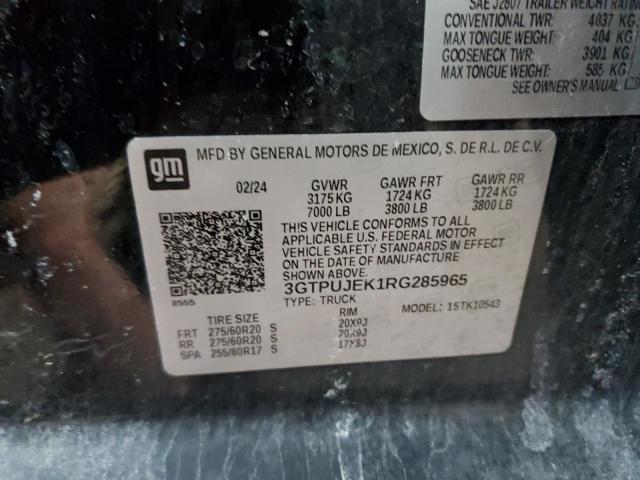 SAE J2807 TRAILER WEIGHT RATING
CONVENTIONAL TWR: 4037 KG
MAX TONGUE WEIGHT: 404 KG
GOOSENECK TWR: 3901 KG
MAX TONGUE WEIGHT: 585 KG
SEE OWNER'S MANUAL
gm
MFD BY GENERAL MOTORS DE MEXICO, S. DE R.L. DE C.V.
02/24 GVWR GAWR FRT GAWR RR
3175 KG 1724 KG 1724 KG
7000 LB 3800 LB 3800 LB
THIS VEHICLE CONFORMS TO ALL
APPLICABLE U.S. FEDERAL MOTOR
VEHICLE SAFETY STANDARDS IN EFFECT
ON THE DATE OF MANUFACTURE
SHOWN ABOVE.
3GTPUJEK1RG285965
8555 TYPE: TRUCK MODEL: 15TK10543
TIRE SIZE RIM
FRT 275/60R20 S 20X9J
RR 275/60R20 S 20X9J
SPA 255/80R17 S 17X8J